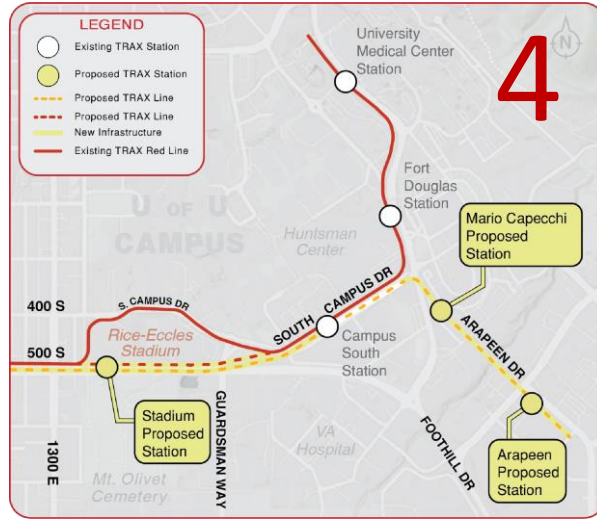 LEGEND
Existing TRAX Station
Proposed TRAX Station
Proposed TRAX Line
Proposed TRAX Line
New Infrastructure
Existing TRAX Red Line
University
Medical Center
Station
4
N
Fort
Douglas
Station
U OF U
CAMPUS
Huntsman
Center
Mario Capecchi
Proposed
Station
400 S
S. CAMPUS DR
SOUTH CAMPUS DR
ARAPEEN DR
Rice-Eccles
Stadium
500 S
Campus
South
Station
Stadium
Proposed
Station
GUARDSMAN WAY
VA
Hospital
FOOTHILL DR
1300 E
Arapeen
Proposed
Station
Mt. Olivet
Cemetery